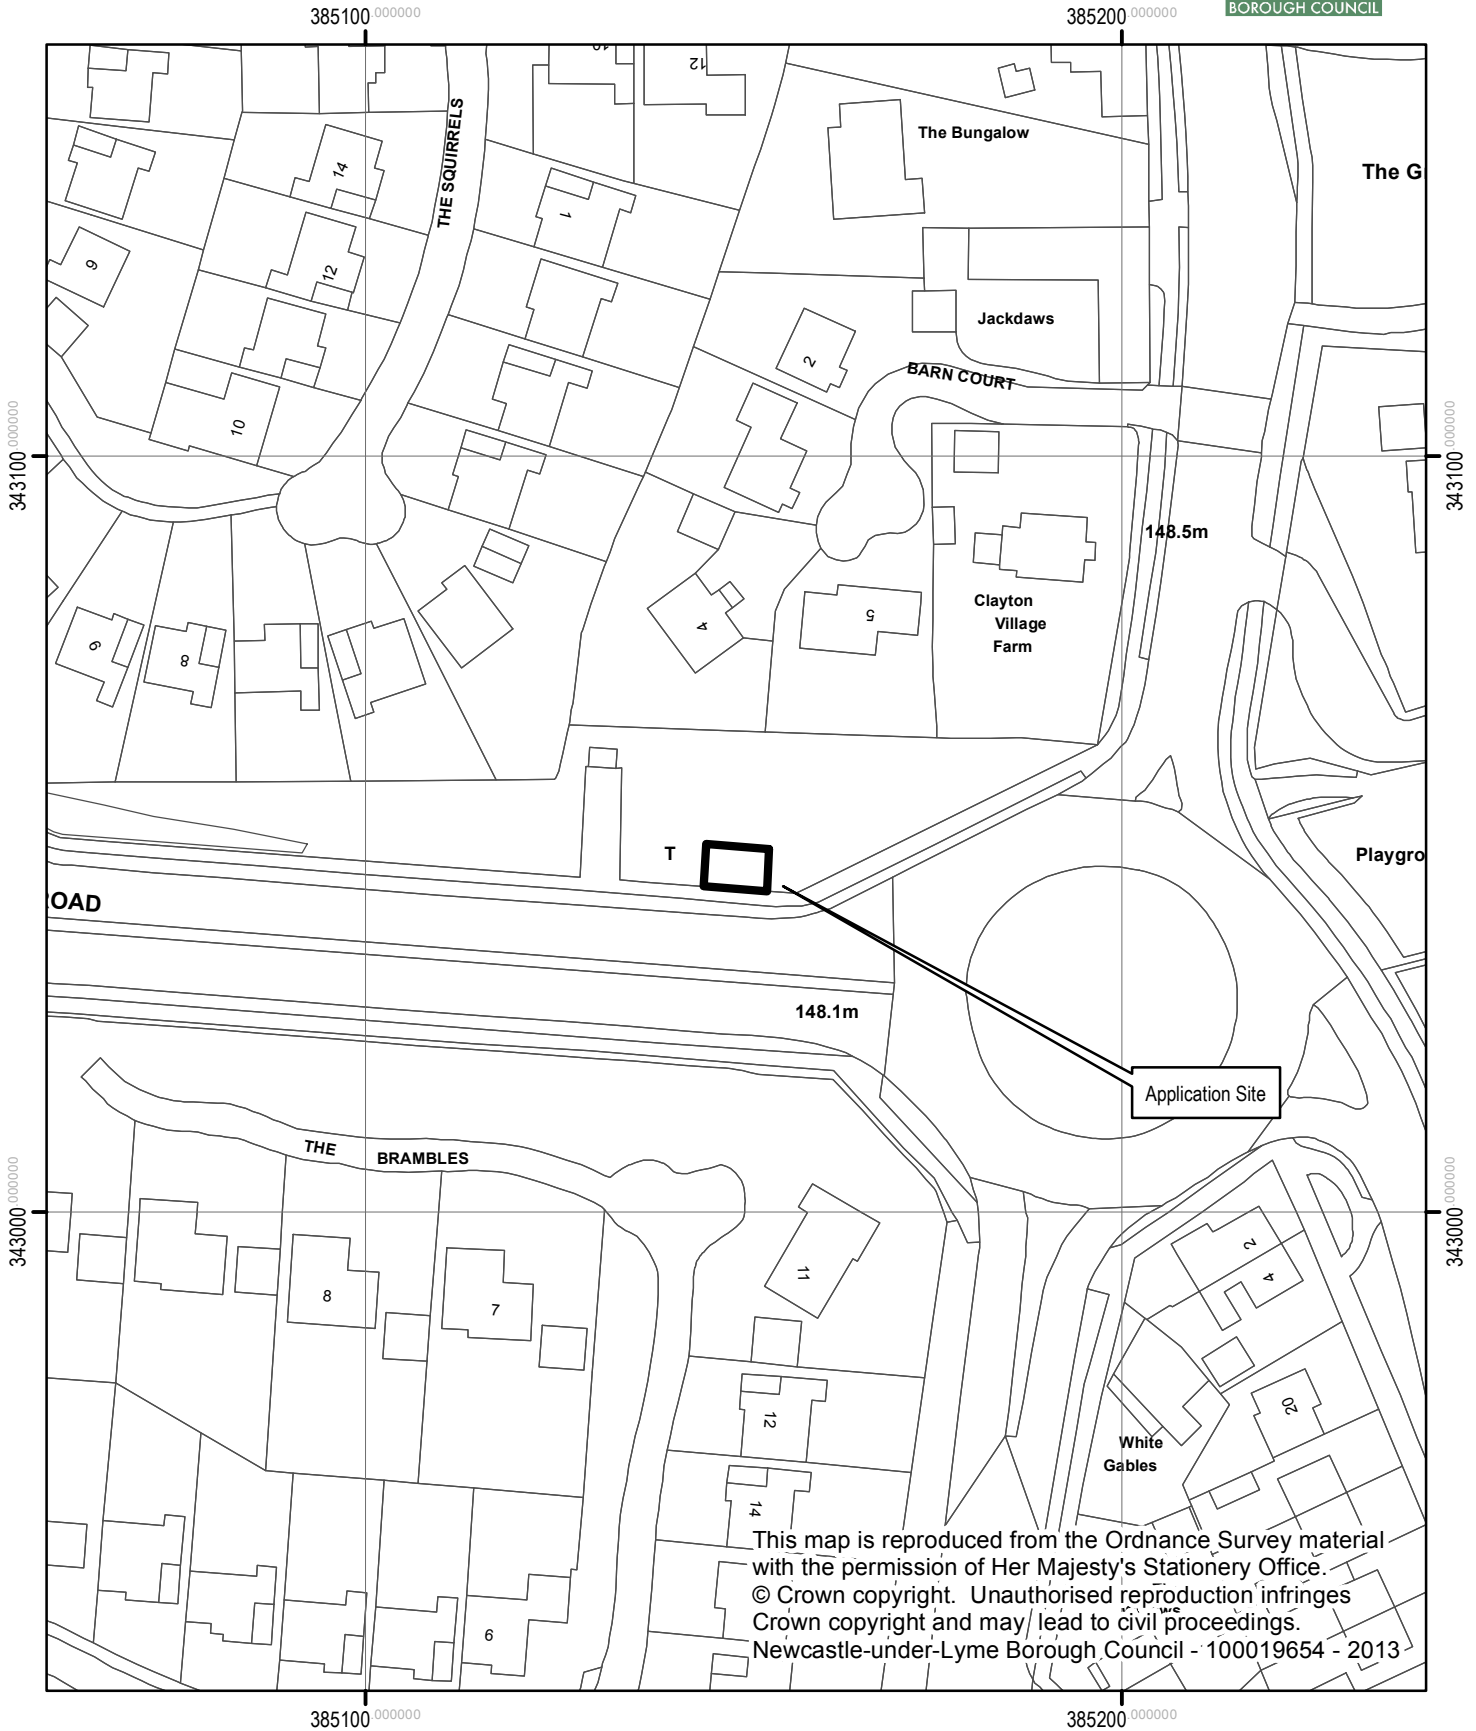 BOROUGH COUNCIL
385100.000000
385200.000000
12
The Bungalow
THE SQUIRRELS
The G
14
1
9
12
Jackdaws
2
BARN COURT
10
343100.000000
343100.000000
148.5m
Clayton
Village
Farm
5
4
9
8
T
Playgro
OAD
148.1m
Application Site
THE BRAMBLES
343000.000000
343000.000000
2
4
11
8
7
20
12
White
Gables
14
This map is reproduced from the Ordnance Survey material
with the permission of Her Majesty's Stationery Office.
© Crown copyright. Unauthorised reproduction infringes
Crown copyright and may lead to civil proceedings.
Newcastle-under-Lyme Borough Council - 100019654 - 2013
6
385100.000000
385200.000000